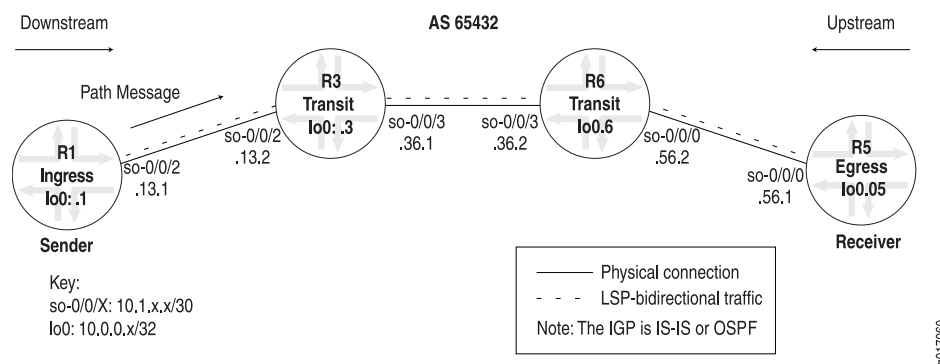 Downstream
AS 65432
Upstream
Path Message
R3
Transit
lo0: .3
R6
Transit
lo0.6
R1
Ingress
lo0: .1
R5
Egress
lo0.05
so-0/0/2
.13.1
so-0/0/2
.13.2
so-0/0/3
.36.1
so-0/0/3
.36.2
so-0/0/0
.56.2
so-0/0/0
.56.1
Sender
Receiver
Key:
so-0/0/X: 10.1.x.x/30
lo0: 10.0.0.x/32
Physical connection
LSP-bidirectional traffic
Note: The IGP is IS-IS or OSPF